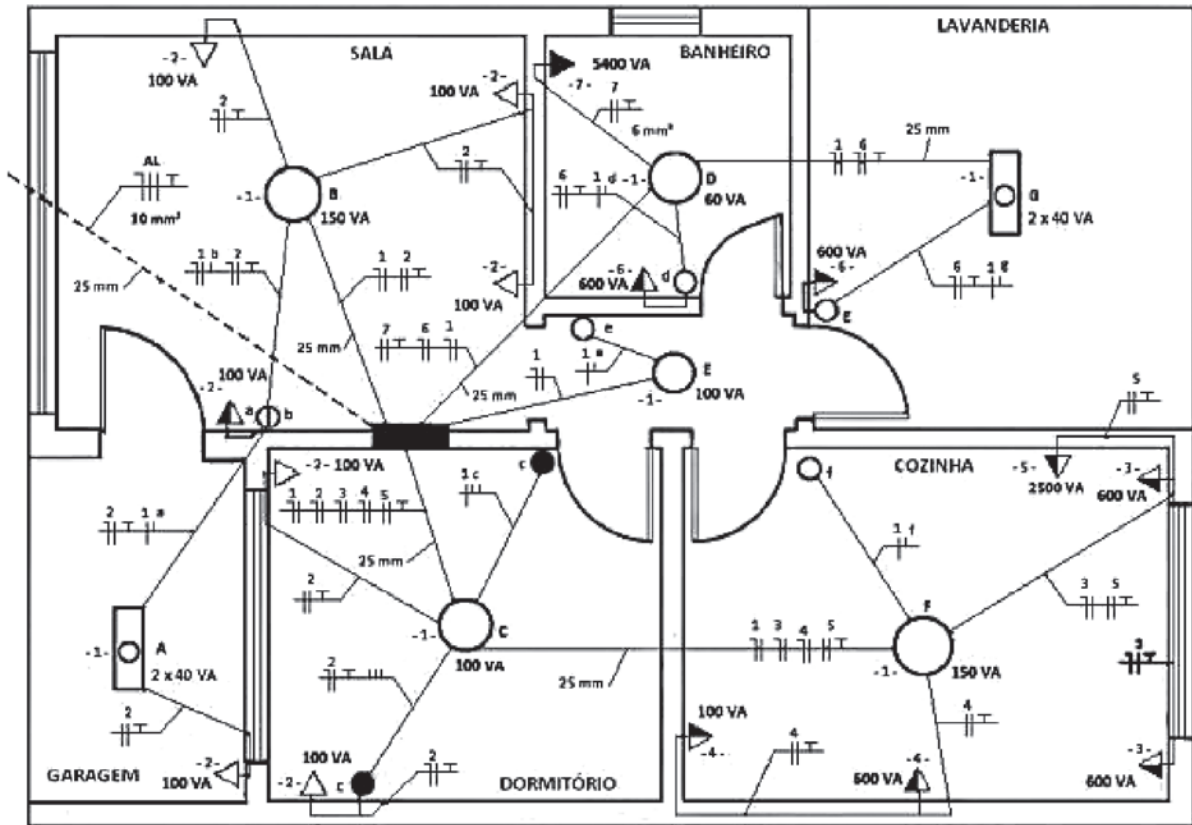 SALA
BANHEIRO
LAVANDERIA
-2-
100 VA
-2-
100 VA
5400 VA
-7-
7
6 mm²
2
2
AL
10 mm²
25 mm
-1-
B
150 VA
1 b 2
1 2
25 mm
-2-
100 VA
6 1 d
-1-
D
60 VA
25 mm
1 6
-1-
G
2 x 40 VA
600 VA
-6-
d
600 VA
-6-
g
6 1 g
7 6 1
25 mm
e
1 e
1
E
-1-
100 VA
100 VA
-2-
a
b
5
-2- 100 VA
c
1 c
1 2 3 4 5
25 mm
f
COZINHA
-5-
2500 VA
-3-
600 VA
2 1 a
2
1 f
3 5
-1-
A
2 x 40 VA
-1-
C
100 VA
1 3 4 5
25 mm
F
-1-
150 VA
3
2
2
100 VA
-4-
4
4
2
-2-
100 VA
GARAGEM
100 VA
-2-
c
2
DORMITÓRIO
600 VA
-4-
-3-
600 VA